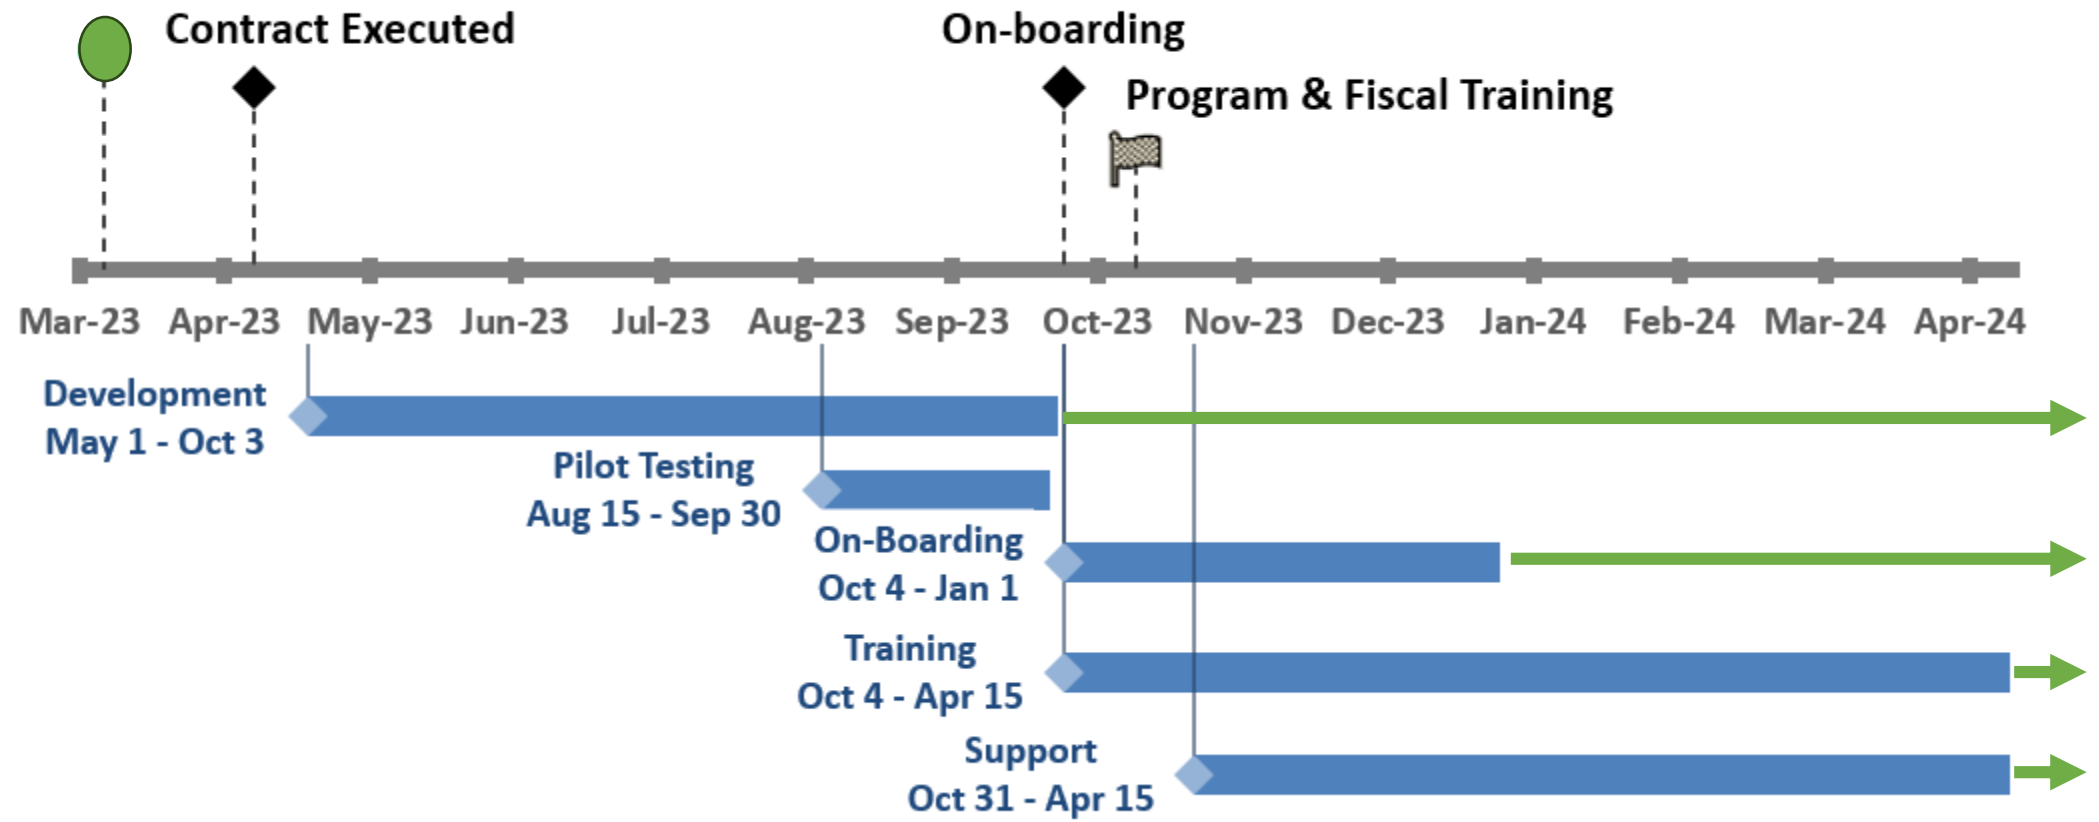 Contract Executed
On-boarding
Program & Fiscal Training
Mar-23 Apr-23 May-23 Jun-23 Jul-23 Aug-23 Sep-23 Oct-23 Nov-23 Dec-23 Jan-24 Feb-24 Mar-24 Apr-24
Development
May 1 - Oct 3
Pilot Testing
Aug 15 - Sep 30
On-Boarding
Oct 4 - Jan 1
Training
Oct 4 - Apr 15
Support
Oct 31 - Apr 15